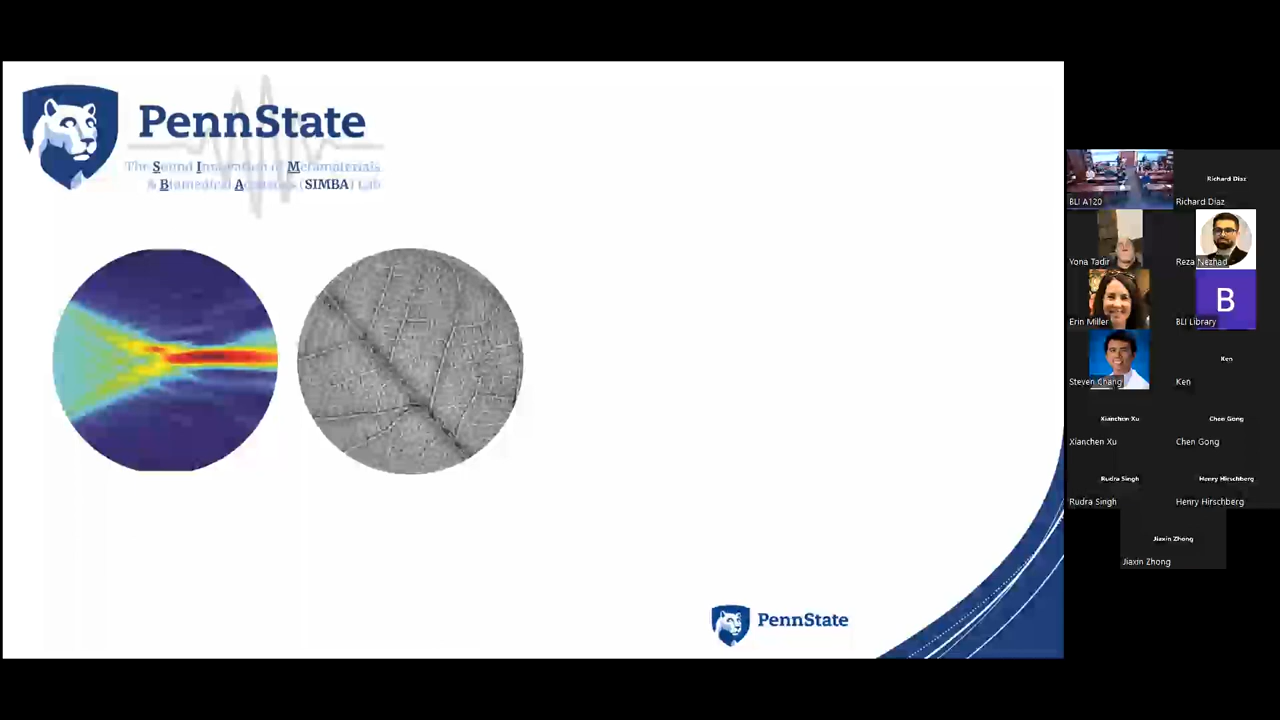 PennState
The Sound Innovation of Metamaterials
& Biomedical Acoustics (SIMBA) Lab
PennState
BLI A120
Richard Diaz
Richard Diaz
Yona Tadir
Reza Nezhad
Erin Miller
B
BLI Library
Steven Chang
Ken
Ken
Xianchen Xu
Xianchen Xu
Chen Gong
Chen Gong
Rudra Singh
Rudra Singh
Henry Hirschberg
Henry Hirschberg
Jiaxin Zhong
Jiaxin Zhong